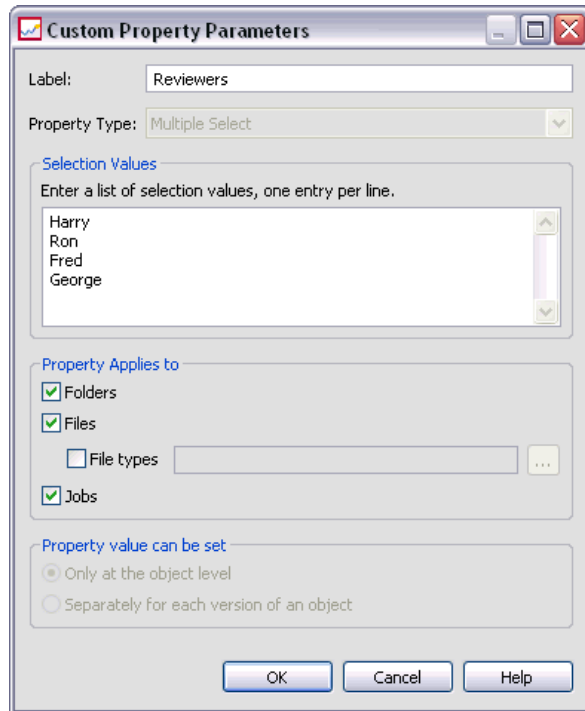 Custom Property Parameters
Label: Reviewers
Property Type: Multiple Select
Selection Values
Enter a list of selection values, one entry per line.
Harry
Ron
Fred
George
Property Applies to
Folders
Files
File types ...
Jobs
Property value can be set
Only at the object level
Separately for each version of an object
OK Cancel Help